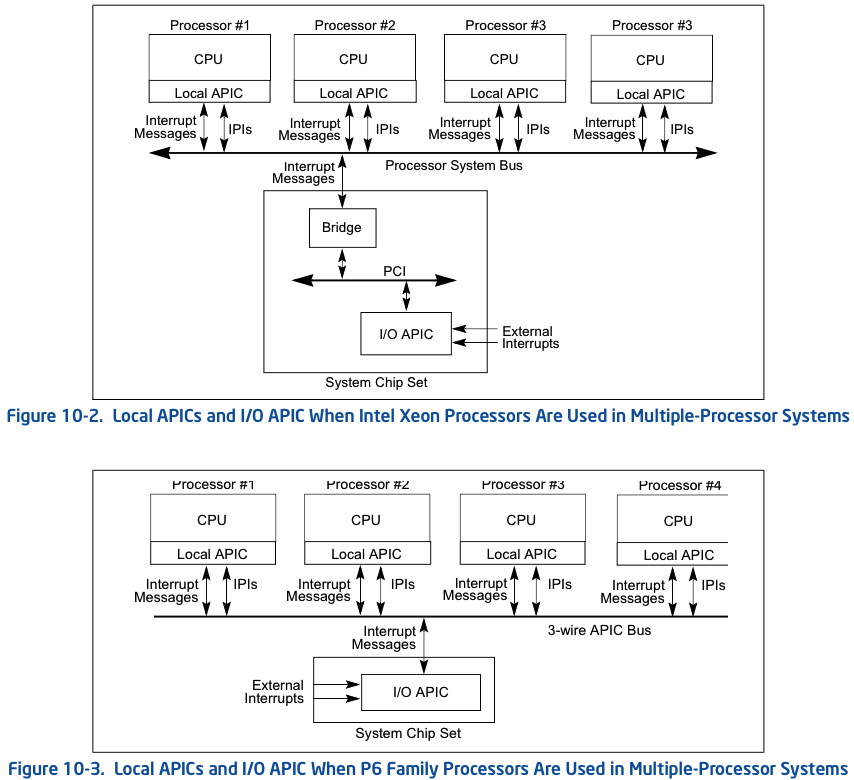 Processor #1 Processor #2 Processor #3 Processor #3
CPU CPU CPU CPU
Local APIC Local APIC Local APIC Local APIC
Interrupt Messages IPIs Interrupt Messages IPIs Interrupt Messages IPIs Interrupt Messages IPIs
Processor System Bus
Interrupt
Messages
Bridge
PCI
I/O APIC
External
Interrupts
System Chip Set
Figure 10-2. Local APICs and I/O APIC When Intel Xeon Processors Are Used in Multiple-Processor Systems
Processor #1 Processor #2 Processor #3 Processor #4
CPU CPU CPU CPU
Local APIC Local APIC Local APIC Local APIC
Interrupt Messages IPIs Interrupt Messages IPIs Interrupt Messages IPIs Interrupt Messages IPIs
3-wire APIC Bus
Interrupt
Messages
External
Interrupts
I/O APIC
System Chip Set
Figure 10-3. Local APICs and I/O APIC When P6 Family Processors Are Used in Multiple-Processor Systems